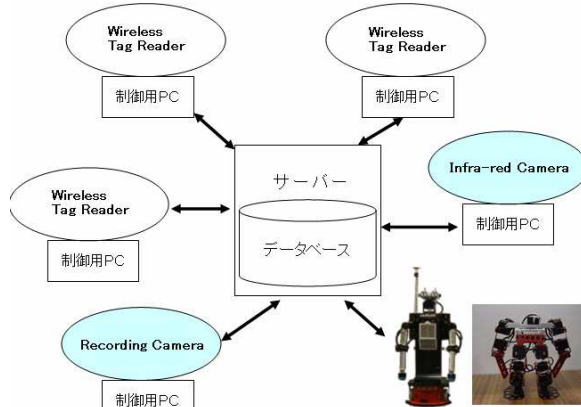 Wireless
Tag Reader
制御用PC
Wireless
Tag Reader
制御用PC
サーバー
データベース
Infra-red Camera
制御用PC
Wireless
Tag Reader
制御用PC
Recording Camera
制御用PC